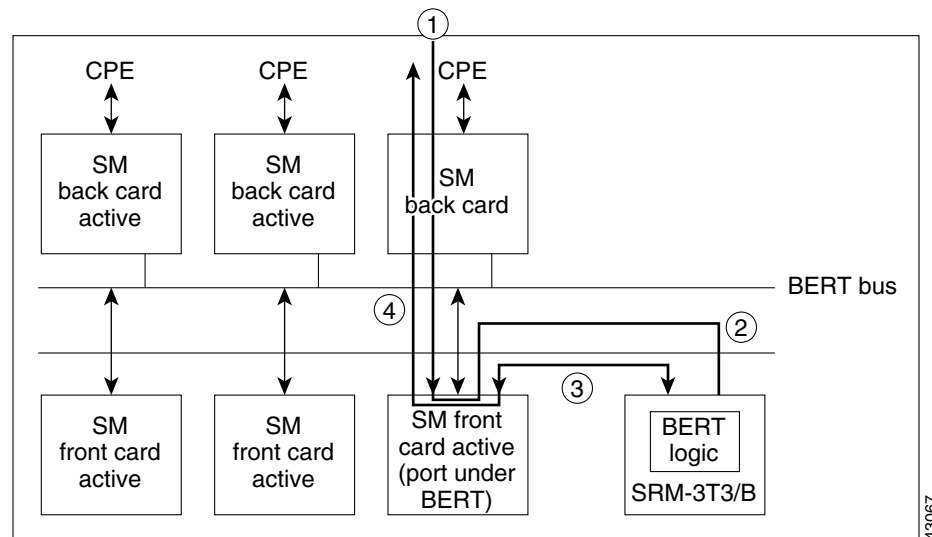 1
CPE
CPE
CPE
SM
back card
active
SM
back card
active
SM
back card
BERT bus
4
2
3
SM
front card
active
SM
front card
active
SM front
card active
(port under
BERT)
BERT
logic
SRM-3T3/B
43067